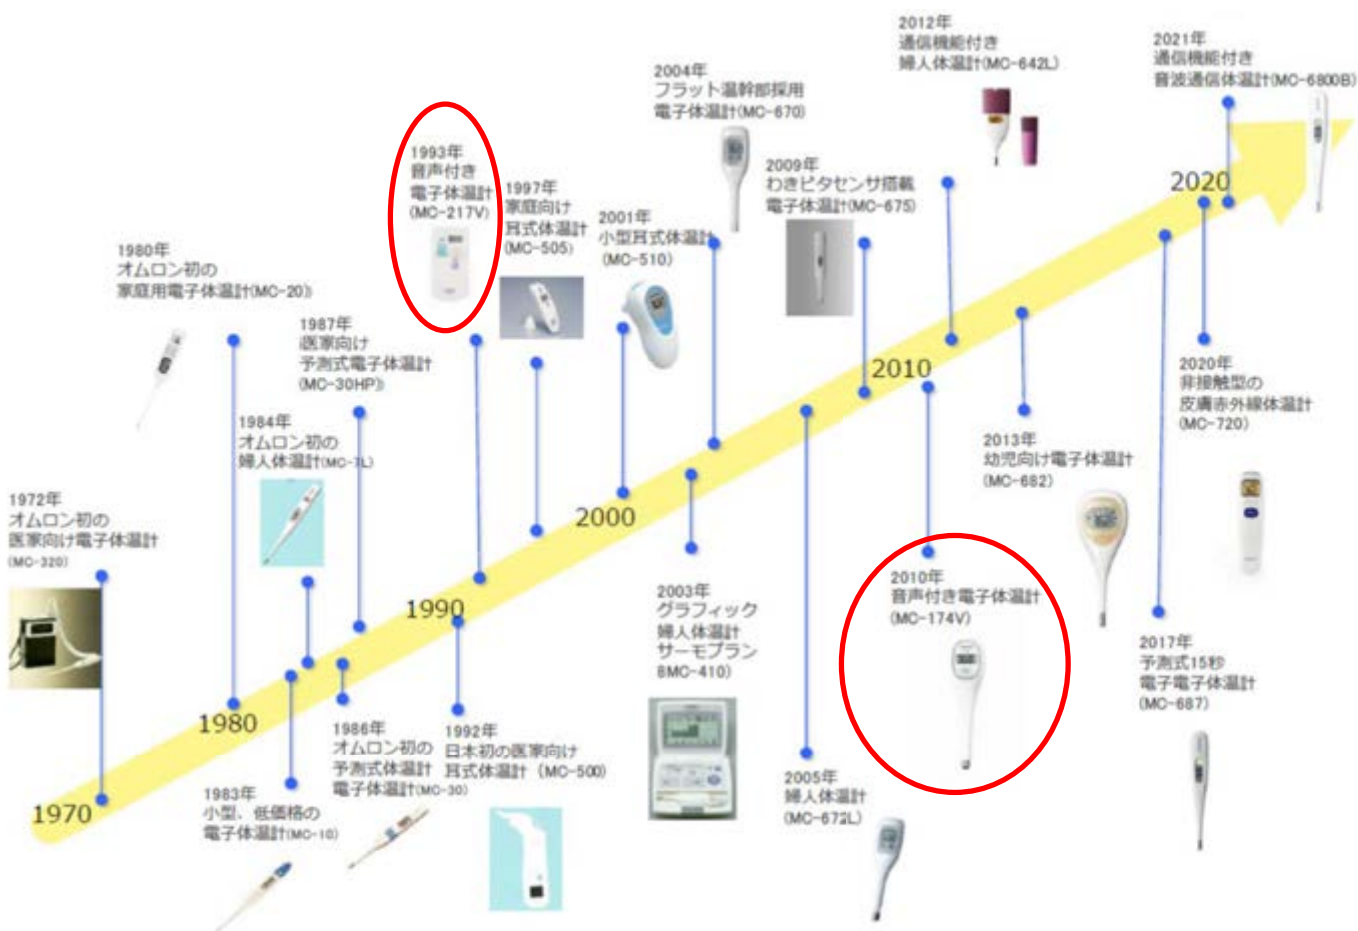 1972年
オムロン初の
医家向け電子体温計
(MC-320)
1980年
オムロン初の
家庭用電子体温計(MC-20))
1983年
小型、低価格の
電子体温計(MC-10)
1984年
オムロン初の
婦人体温計(MC-7L)
1986年
オムロン初の
予測式体温計
電子体温計(MC-30)
1987年
医家向け
予測式電子体温計
(MC-30HP))
1992年
日本初の医家向け
耳式体温計 (MC-500)
1993年
音声付き
電子体温計
(MC-217V)
1997年
家庭向け
耳式体温計
(MC-505)
2001年
小型耳式体温計
(MC-510)
2003年
グラフィック
婦人体温計
サーモプラン
8MC-410)
2004年
フラット温幹部採用
電子体温計(MC-670)
2005年
婦人体温計
(MC-672L)
2009年
わきピタセンサ搭載
電子体温計(MC-675)
2010年
音声付き電子体温計
(MC-174V)
2012年
通信機能付き
婦人体温計(MC-642L)
2013年
幼児向け電子体温計
(MC-682)
2017年
予測式15秒
電子電子体温計
(MC-687)
2020年
非接触型の
皮膚赤外線体温計
(MC-720)
2021年
通信機能付き
音波通信体温計(MC-6800B)
1970
1980
1990
2000
2010
2020